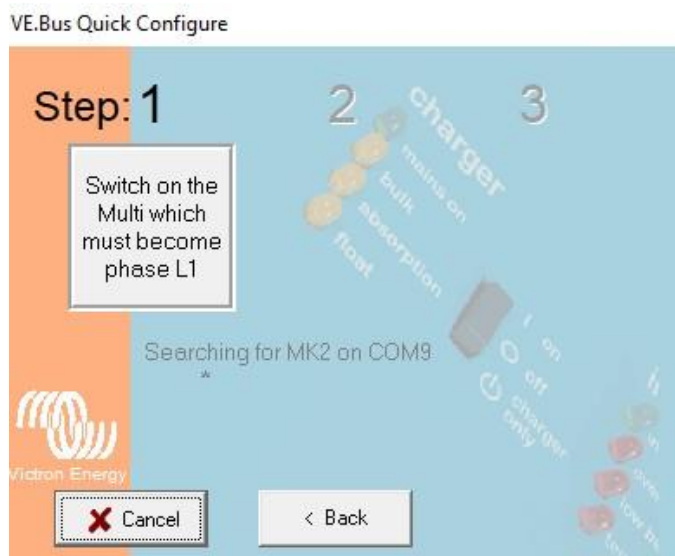 VE.Bus Quick Configure
Step: 1 2 3
Switch on the
Multi which
must become
phase L1
charger
mains on
bulk
absorption
float
Searching for MK2 on COM9
*
on
off
charger
only
Victron Energy
Cancel
< Back